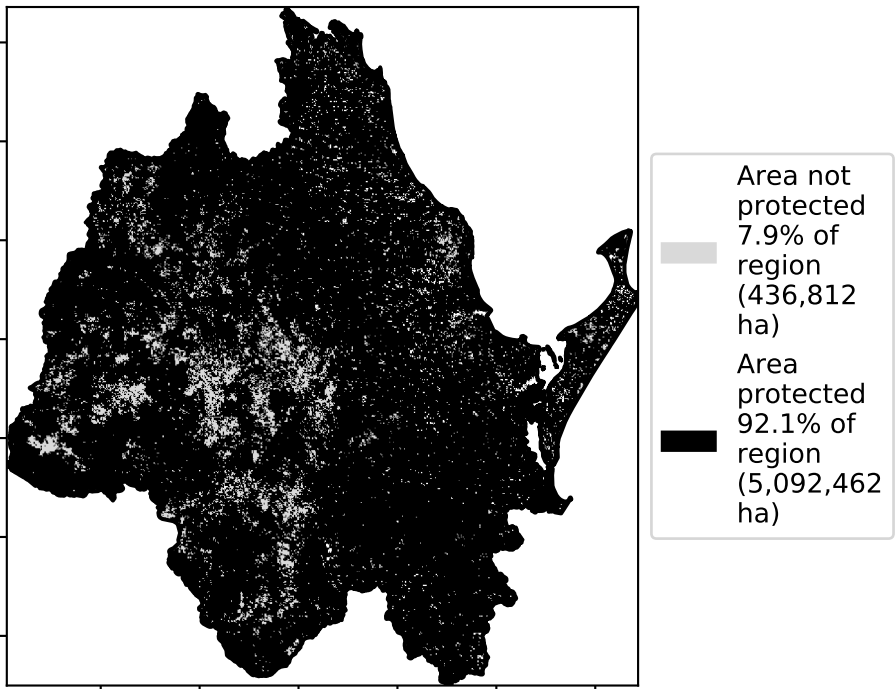 Area not
protected
7.9% of
region
(436,812
ha)
Area
protected
92.1% of
region
(5,092,462
ha)